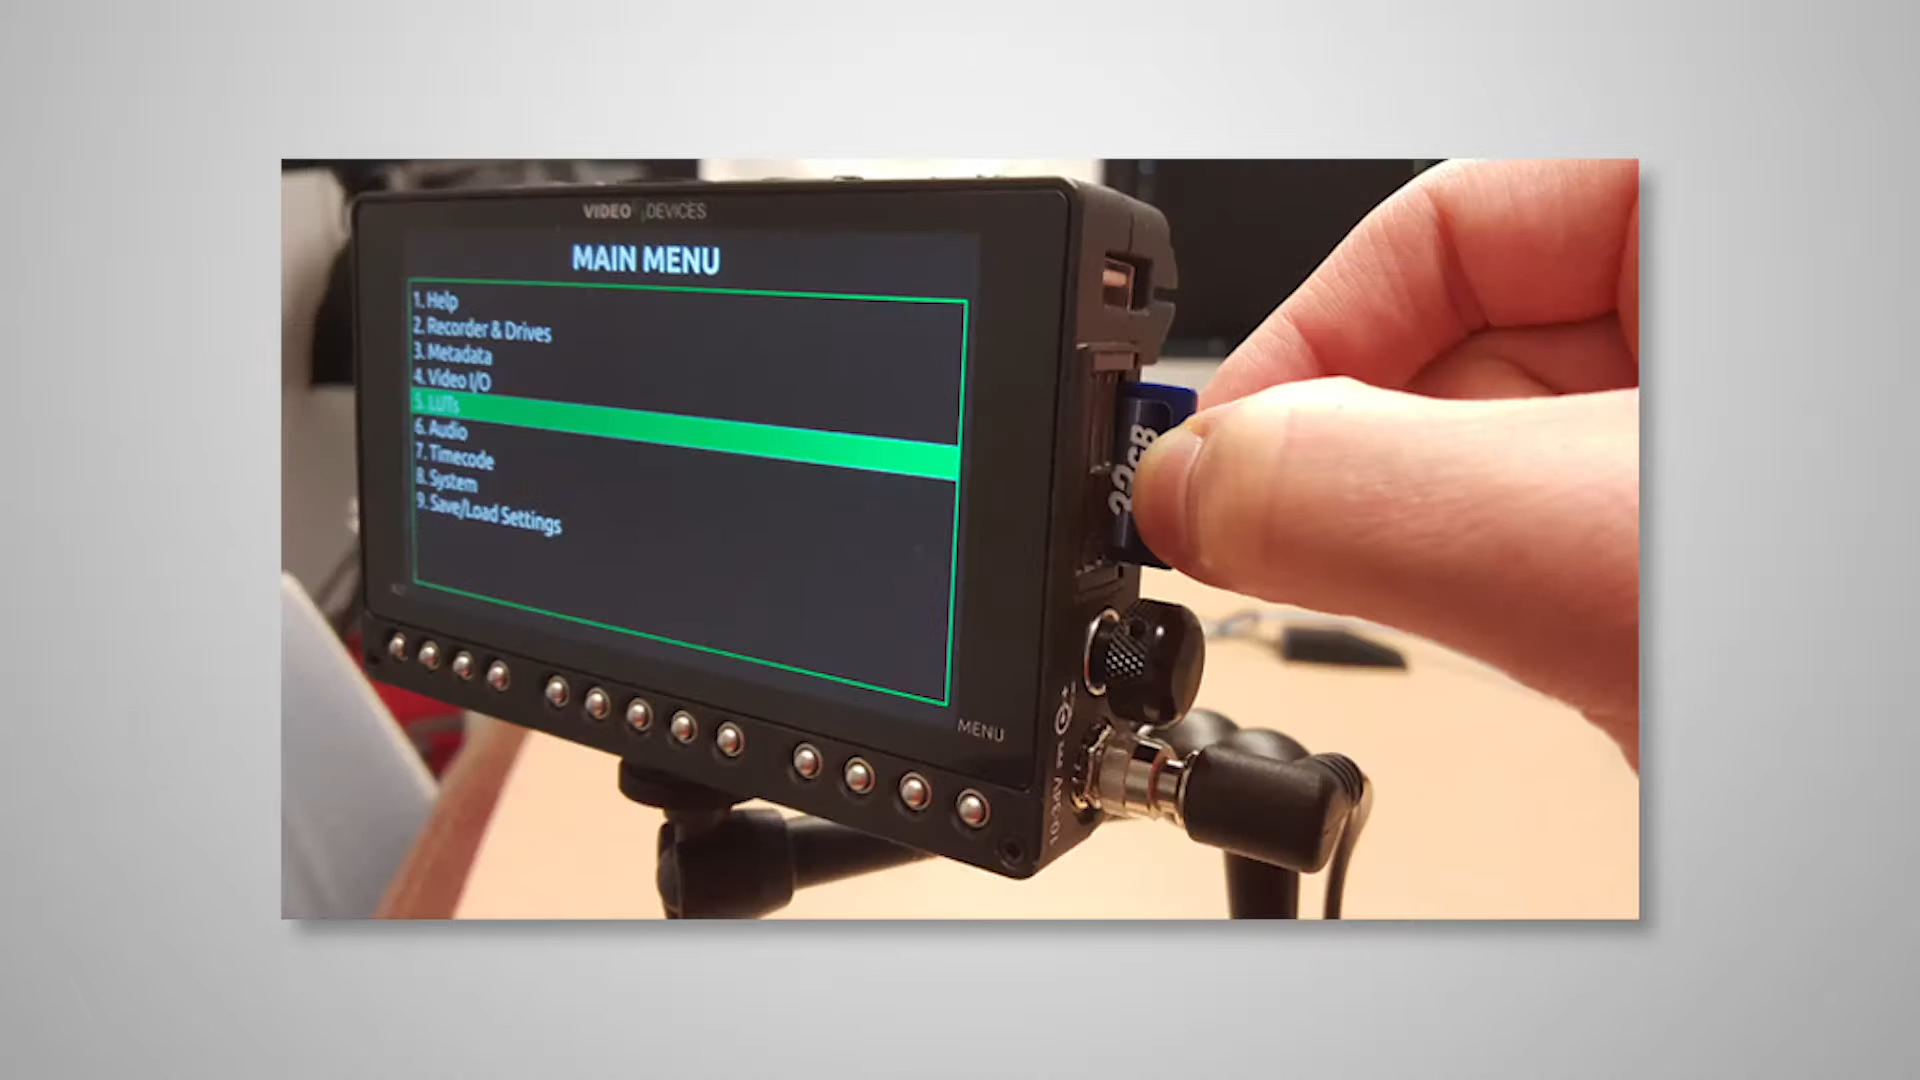 VIDEO DEVICES
MAIN MENU
1. Help
2. Recorder & Drives
3. Metadata
4. Video I/O
5. LUTs
6. Audio
7. Timecode
8. System
9. Save/Load Settings
MENU
10-34V
32GB